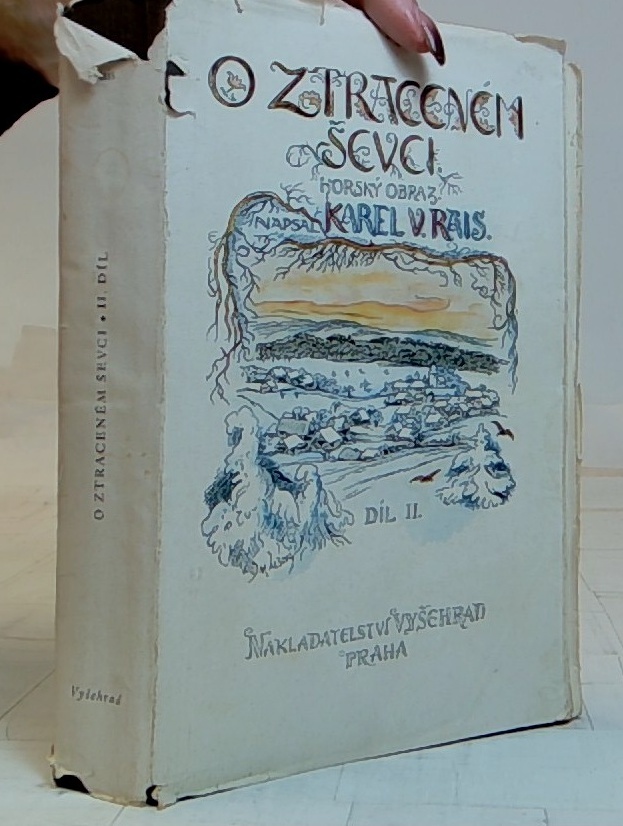 O ZTRACENÉM
ŠEVCI.
HORSKÝ OBRAZ.
NAPSAL KAREL V. RAIS.
DÍL II.
NAKLADATELSTVÍ VYŠEHRAD
PRAHA
O ZTRACENÉM ŠEVCI • II. DÍL
Vyšehrad